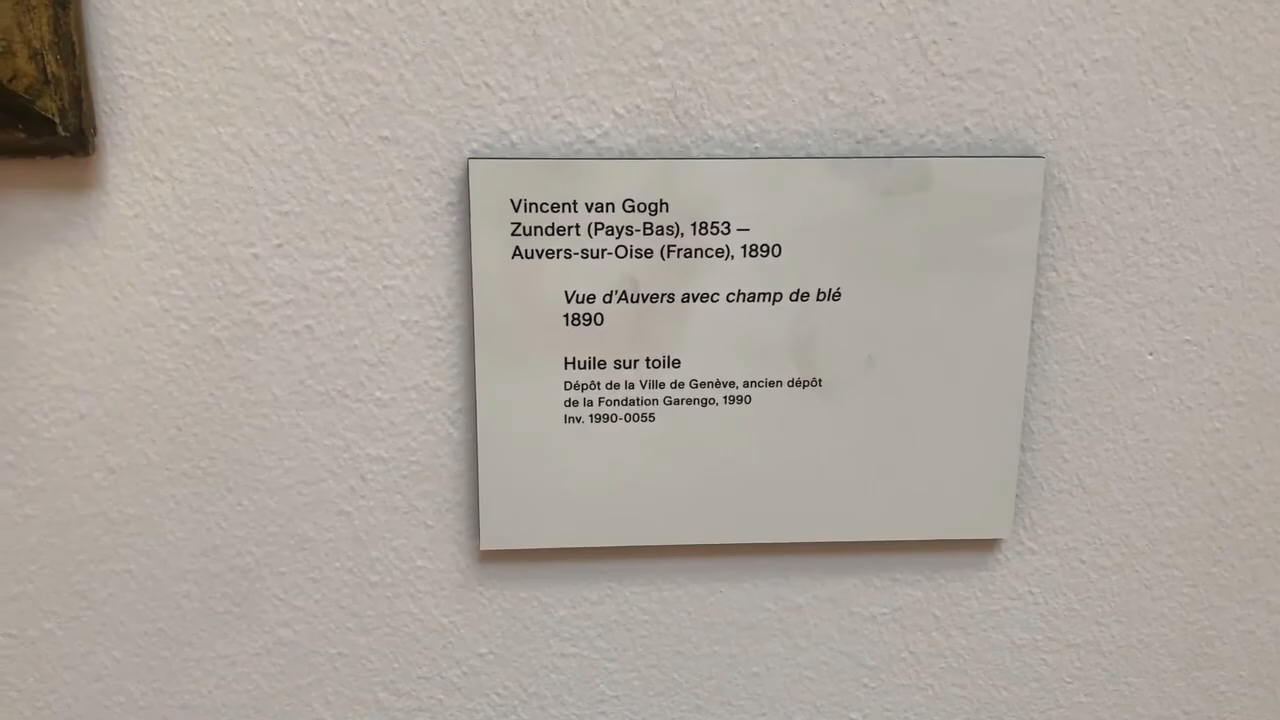 Vincent van Gogh
Zundert (Pays-Bas), 1853 —
Auvers-sur-Oise (France), 1890
Vue d'Auvers avec champ de blé
1890
Huile sur toile
Dépôt de la Ville de Genève, ancien dépôt
de la Fondation Garengo, 1990
Inv. 1990-0055